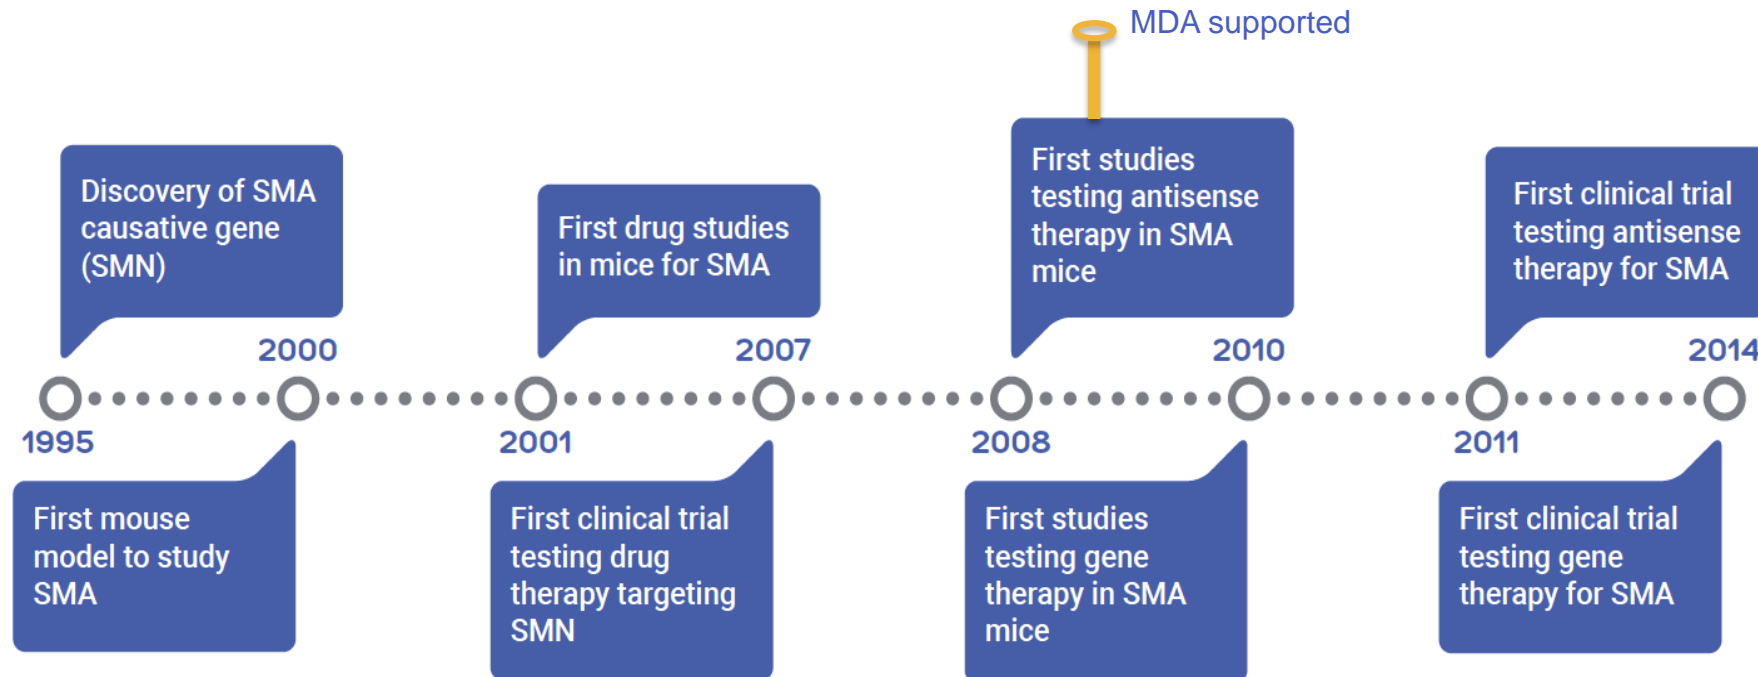 MDA supported
Discovery of SMA
causative gene
(SMN)
First drug studies
in mice for SMA
First studies
testing antisense
therapy in SMA
mice
First clinical trial
testing antisense
therapy for SMA
2000
2007
2010
2014
1995
2001
2008
2011
First mouse
model to study
SMA
First clinical trial
testing drug
therapy targeting
SMN
First studies
testing gene
therapy in SMA
mice
First clinical trial
testing gene
therapy for SMA